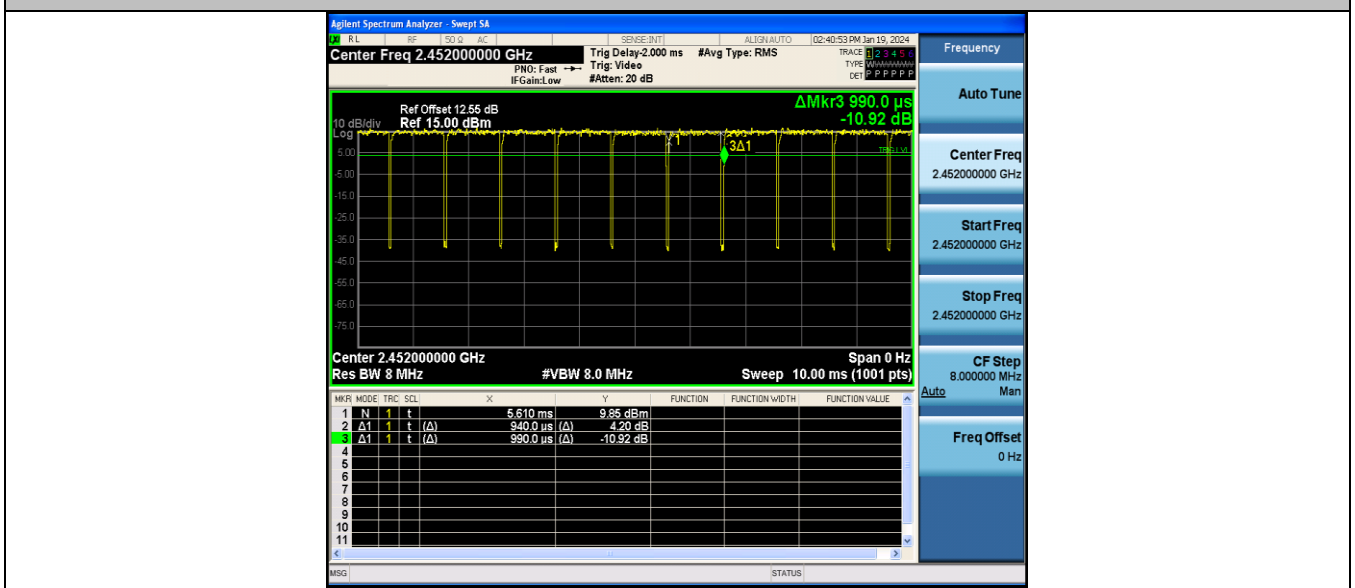 Agilent Spectrum Analyzer - Swept SA
RL RF 50 Ω AC SENSE:INT ALIGN AUTO 02:40:53 PM Jan 19, 2024
Center Freq 2.452000000 GHz
PNO: Fast
IFGain:Low
Trig Delay-2.000 ms
Trig: Video
#Atten: 20 dB
#Avg Type: RMS
TRACE 1 2 3 4 5 6
TYPE
DET P P P P P P
ΔMkr3 990.0 µs
-10.92 dB
Ref Offset 12.55 dB
10 dB/div Ref 15.00 dBm
Log
5.00
-5.00
-15.0
-25.0
-35.0
-45.0
-55.0
-65.0
-75.0
1
3Δ1
TRIG LVL
Center 2.452000000 GHz Span 0 Hz
Res BW 8 MHz #VBW 8.0 MHz Sweep 10.00 ms (1001 pts)
MKR MODE TRC SCL X Y FUNCTION FUNCTION WIDTH FUNCTION VALUE
1 N 1 t 5.610 ms 9.85 dBm
2 Δ1 1 t (Δ) 940.0 µs (Δ) 4.20 dB
3 Δ1 1 t (Δ) 990.0 µs (Δ) -10.92 dB
4
5
6
7
8
9
10
11
MSG STATUS
Frequency
Auto Tune
Center Freq
2.452000000 GHz
Start Freq
2.452000000 GHz
Stop Freq
2.452000000 GHz
CF Step
8.000000 MHz
Auto Man
Freq Offset
0 Hz